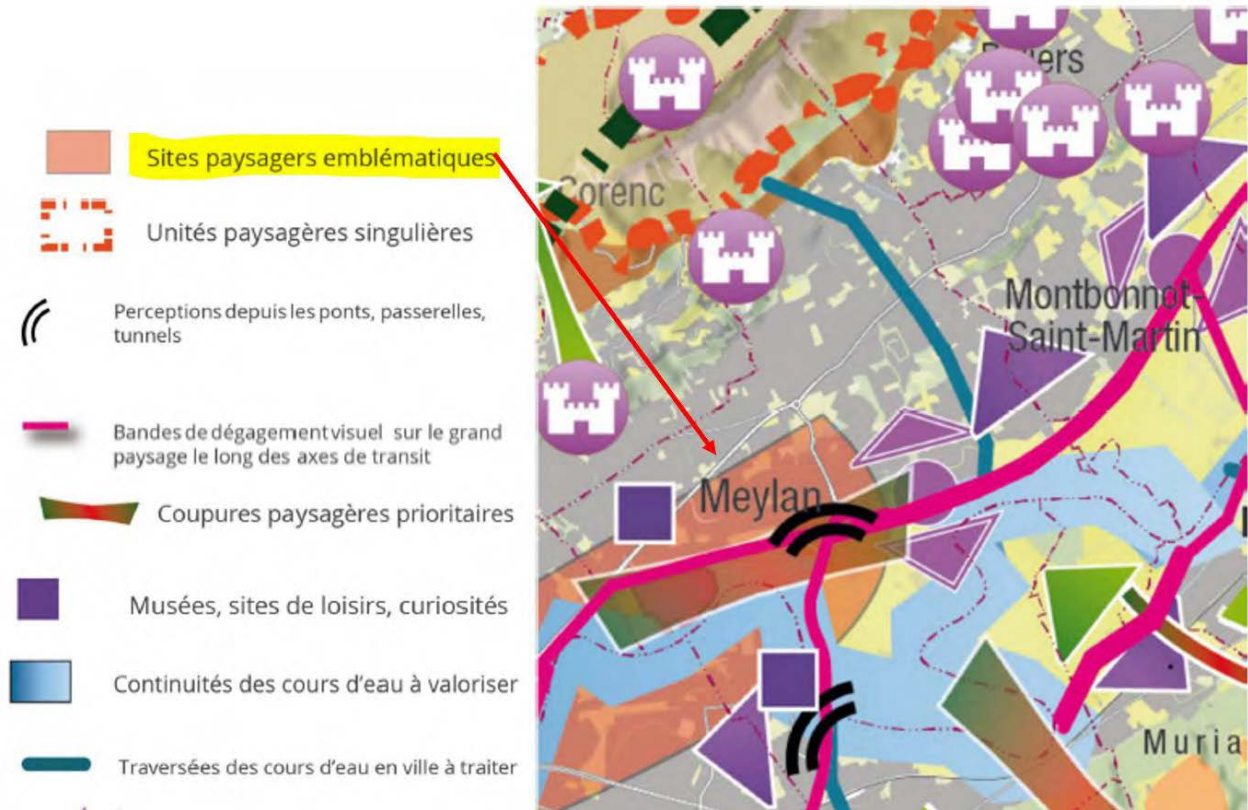 Sites paysagers emblématiques
Unités paysagères singulières
Perceptions depuis les ponts, passerelles,
tunnels
Bandes de dégagement visuel sur le grand
paysage le long des axes de transit
Coupures paysagères prioritaires
Musées, sites de loisirs, curiosités
Continuités des cours d'eau à valoriser
Traversées des cours d'eau en ville à traiter
Corenc
Montbonnot-
Saint-Martin
Meylan
Muria